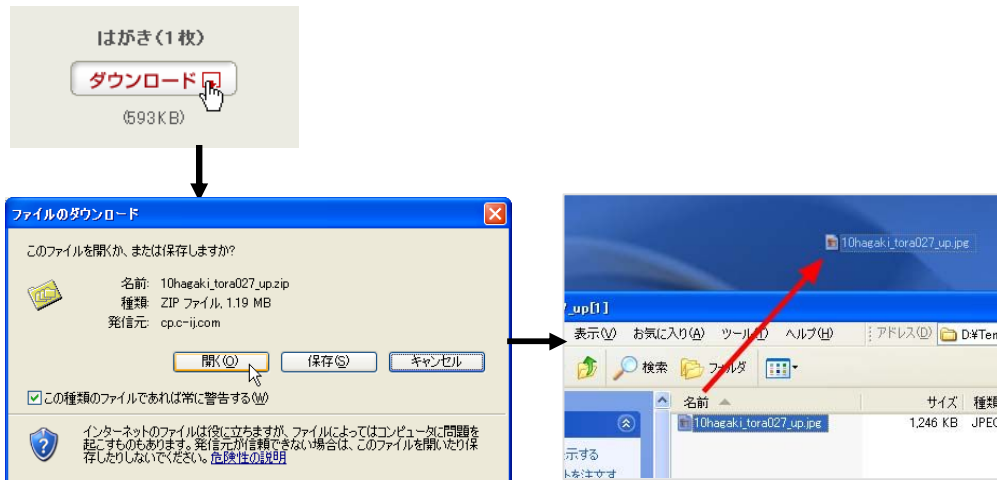 はがき(1枚)
ダウンロード
(593KB)
ファイルのダウンロード
このファイルを開くか、または保存しますか?
名前: 10hagaki_tora027_up.zip
種類: ZIP ファイル, 1.19 MB
発信元: cp.c-ij.com
開く(O)
保存(S)
キャンセル
この種類のファイルであれば常に警告する(W)
インターネットのファイルは役に立ちますが、ファイルによってはコンピュータに問題を
起こすものもあります。発信元が信頼できない場合は、このファイルを開いたり保
存したりしないでください。危険性の説明
10hagaki_tora027_up.jpg
_up[1]
表示(V) お気に入り(A) ツール(T) ヘルプ(H) アドレス(D) D:¥Tem
検索 フォルダ
名前 サイズ 種類
10hagaki_tora027_up.jpg 1,246 KB JPEG
示する